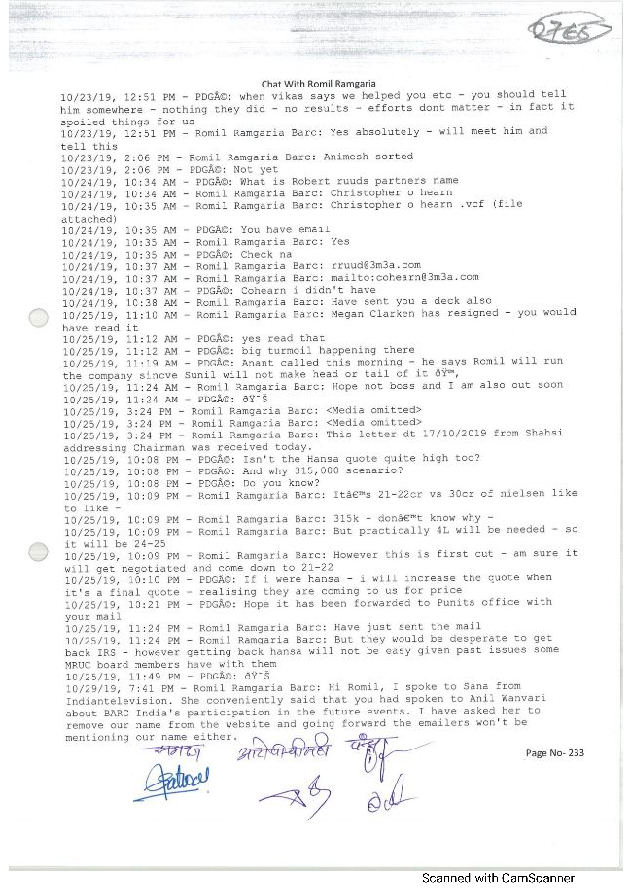 0765
Chat With Romil Ramgaria
10/23/19, 12:51 PM - PDGÂ©: when vikas says we helped you etc - you should tell
him somewhere - nothing they did - no results - efforts dont matter - in fact it
spoiled things for us
10/23/19, 12:51 PM - Romil Ramgaria Barc: Yes absolutely - will meet him and
tell this
10/23/19, 2:06 PM - Romil Ramgaria Barc: Animesh sorted
10/23/19, 2:06 PM - PDGÂ©: Not yet
10/24/19, 10:34 AM - PDGÂ©: What is Robert ruuds partners name
10/24/19, 10:34 AM - Romil Ramgaria Barc: Christopher o hearn
10/24/19, 10:35 AM - Romil Ramgaria Barc: Christopher o hearn .vcf (file
attached)
10/24/19, 10:35 AM - PDGÂ©: You have email
10/24/19, 10:35 AM - Romil Ramgaria Barc: Yes
10/24/19, 10:35 AM - PDGÂ©: Check na
10/24/19, 10:37 AM - Romil Ramgaria Barc: rruud@3m3a.com
10/24/19, 10:37 AM - Romil Ramgaria Barc: mailto:cohearn@3m3a.com
10/24/19, 10:37 AM - PDGÂ©: Cohearn i didn't have
10/24/19, 10:38 AM - Romil Ramgaria Barc: Have sent you a deck also
10/25/19, 11:10 AM - Romil Ramgaria Barc: Megan Clarken has resigned - you would
have read it
10/25/19, 11:12 AM - PDGÂ©: yes read that
10/25/19, 11:12 AM - PDGÂ©: big turmoil happening there
10/25/19, 11:19 AM - PDGÂ©: Anant called this morning - he says Romil will run
the company sincve Sunil will not make head or tail of it ðŸ™‚
10/25/19, 11:24 AM - Romil Ramgaria Barc: Hope not boss and I am also out soon
10/25/19, 11:24 AM - PDGÂ©: ðŸ˜Š
10/25/19, 3:24 PM - Romil Ramgaria Barc: <Media omitted>
10/25/19, 3:24 PM - Romil Ramgaria Barc: <Media omitted>
10/25/19, 3:24 PM - Romil Ramgaria Barc: This letter dt 17/10/2019 from Shahsi
addressing Chairman was received today.
10/25/19, 10:08 PM - PDGÂ©: Isn't the Hansa quote quite high too?
10/25/19, 10:08 PM - PDGÂ©: And why 315,000 scenario?
10/25/19, 10:08 PM - PDGÂ©: Do you know?
10/25/19, 10:09 PM - Romil Ramgaria Barc: Itâ€™s 21-22cr vs 30cr of nielsen like
to like -
10/25/19, 10:09 PM - Romil Ramgaria Barc: 315k - donâ€™t know why -
10/25/19, 10:09 PM - Romil Ramgaria Barc: But practically 4L will be needed - so
it will be 24-25
10/25/19, 10:09 PM - Romil Ramgaria Barc: However this is first cut - am sure it
will get negotiated and come down to 21-22
10/25/19, 10:10 PM - PDGÂ©: If i were hansa - i will increase the quote when
it's a final quote - realising they are coming to us for price
10/25/19, 10:21 PM - PDGÂ©: Hope it has been forwarded to Punits office with
your mail
10/25/19, 11:24 PM - Romil Ramgaria Barc: Have just sent the mail
10/25/19, 11:24 PM - Romil Ramgaria Barc: But they would be desperate to get
back IRS - however getting back hansa will not be easy given past issues some
MRUC board members have with them
10/25/19, 11:49 PM - PDGÂ©: ðŸ˜Š
10/29/19, 7:41 PM - Romil Ramgaria Barc: Hi Romil, I spoke to Sana from
Indiantelevision. She conveniently said that you had spoken to Anil Wanvari
about BARC India's participation in the future events. I have asked her to
remove our name from the website and going forward the emailers won't be
mentioning our name either.
Page No- 233
Scanned with CamScanner